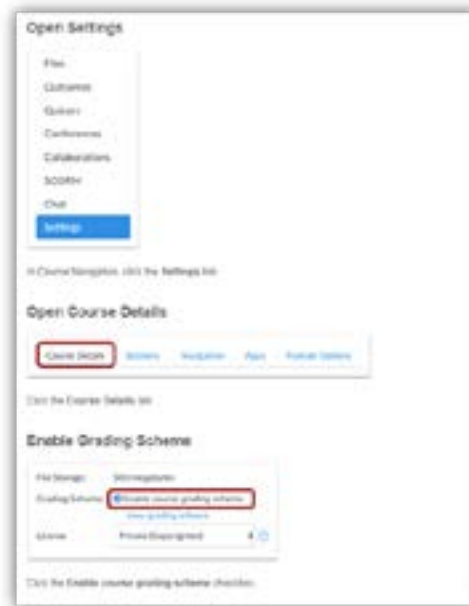 Open Settings
Files
Outcomes
Quizzes
Conferences
Collaborations
SCORM
Chat
Settings
In Course Navigation, click the Settings link.
Open Course Details
Course Details Sections Navigation Apps Feature Options
Click the Course Details tab.
Enable Grading Scheme
File Storage: megabytes
Grading Scheme: Enable course grading scheme
view grading scheme
License: Private (Copyrighted)
Click the Enable course grading scheme checkbox.